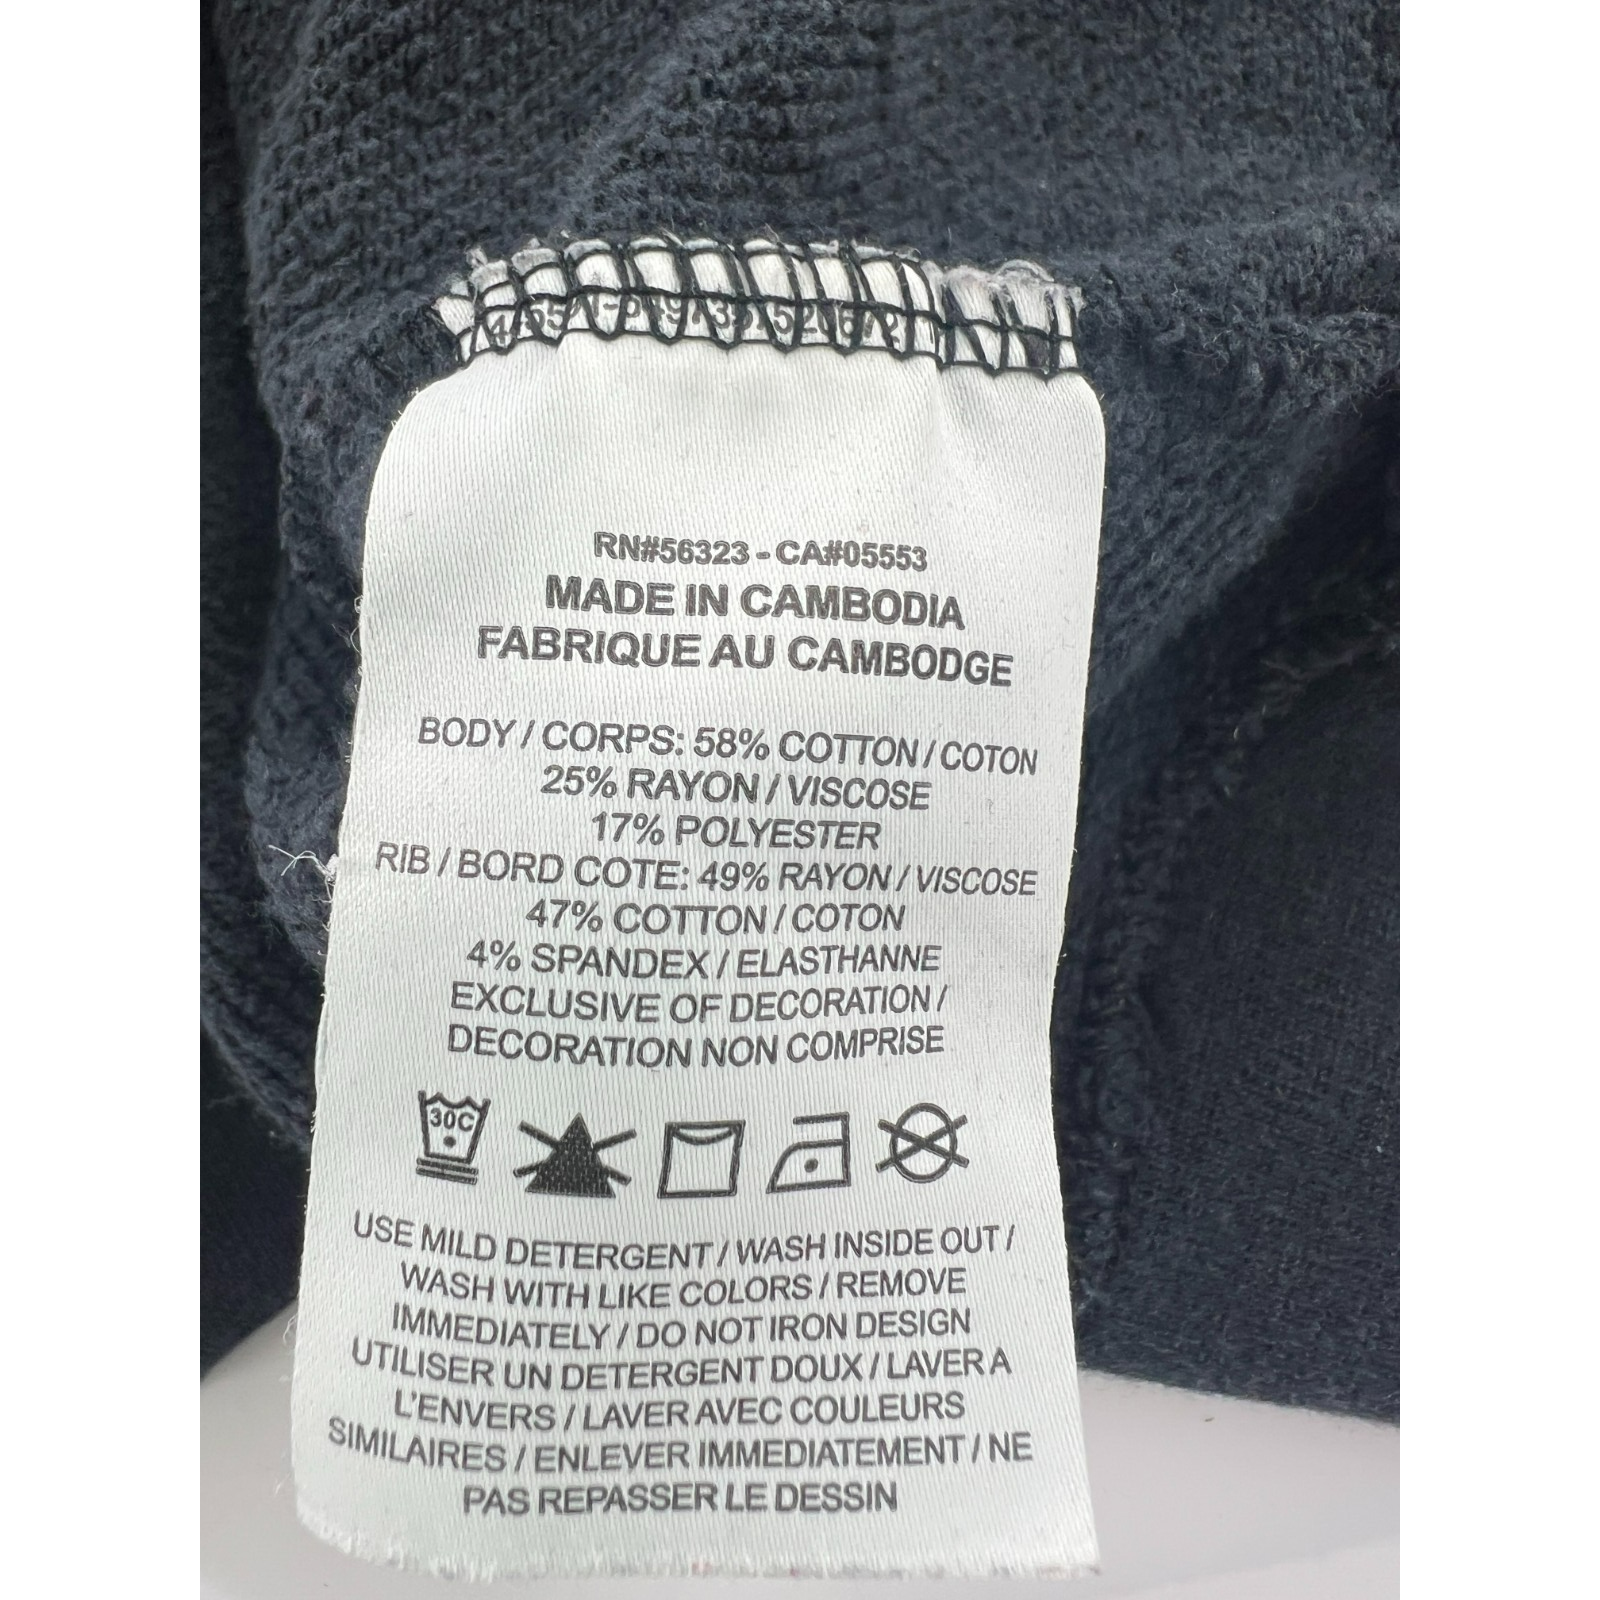 RN#56323 - CA#05553
MADE IN CAMBODIA
FABRIQUE AU CAMBODGE
BODY / CORPS: 58% COTTON / COTON
25% RAYON / VISCOSE
17% POLYESTER
RIB / BORD COTE: 49% RAYON / VISCOSE
47% COTTON / COTON
4% SPANDEX / ELASTHANNE
EXCLUSIVE OF DECORATION /
DECORATION NON COMPRISE
30C
USE MILD DETERGENT / WASH INSIDE OUT /
WASH WITH LIKE COLORS / REMOVE
IMMEDIATELY / DO NOT IRON DESIGN
UTILISER UN DETERGENT DOUX / LAVER A
L'ENVERS / LAVER AVEC COULEURS
SIMILAIRES / ENLEVER IMMEDIATEMENT / NE
PAS REPASSER LE DESSIN